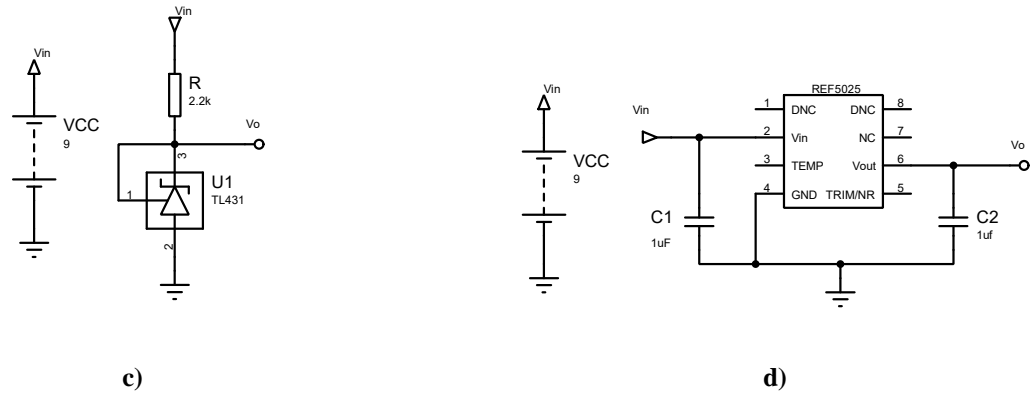 Vin
Vin
R
2.2k
VCC
9
Vo
3
1
U1
TL431
2
c)
Vin
VCC
9
Vin
REF5025
1 DNC DNC 8
2 Vin NC 7
3 TEMP Vout 6
4 GND TRIM/NR 5
Vo
C1
1uF
C2
1uf
d)